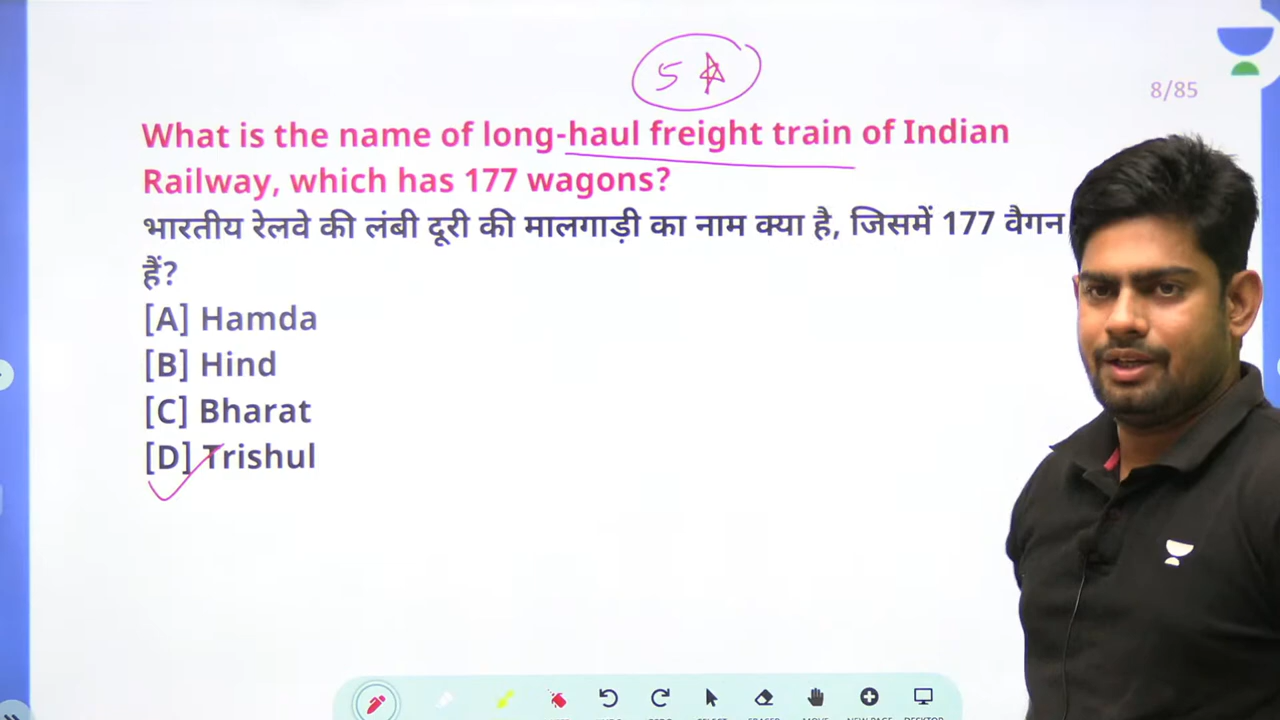 5
8/85
What is the name of long-haul freight train of Indian
Railway, which has 177 wagons?
भारतीय रेलवे की लंबी दूरी की मालगाड़ी का नाम क्या है, जिसमें 177 वैगन
हैं?
[A] Hamda
[B] Hind
[C] Bharat
[D] Trishul